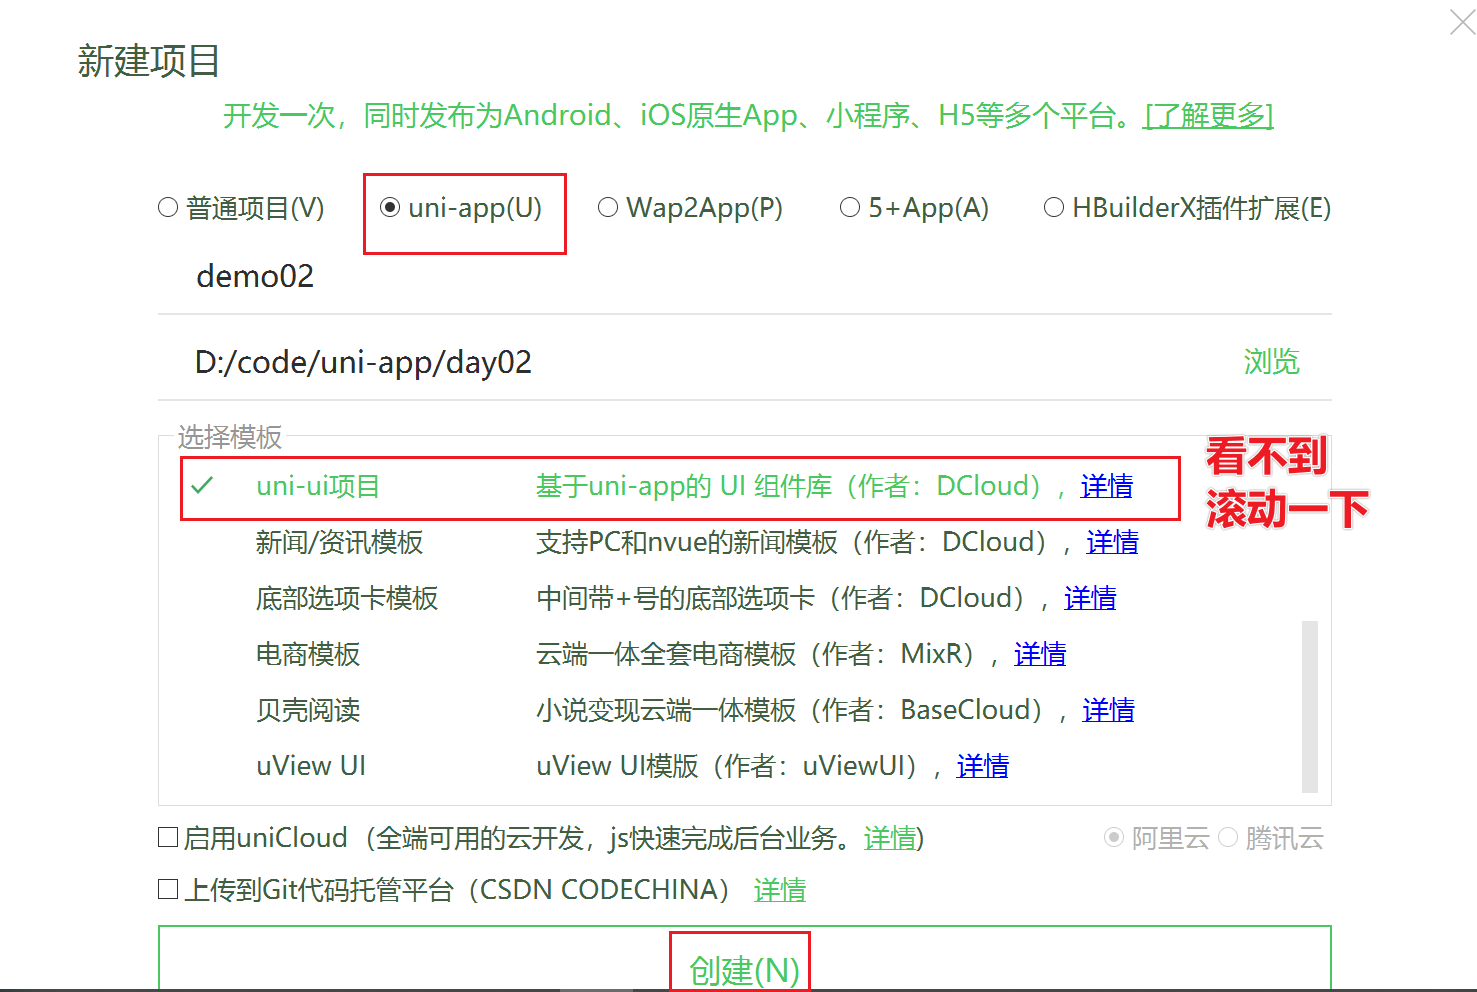 新建项目
开发一次，同时发布为Android、iOS原生App、小程序、H5等多个平台。[了解更多]
普通项目(V) uni-app(U) Wap2App(P) 5+App(A) HBuilderX插件扩展(E)
demo02
D:/code/uni-app/day02 浏览
选择模板
看不到
滚动一下
uni-ui项目 基于uni-app的 UI 组件库（作者：DCloud），详情
新闻/资讯模板 支持PC和nvue的新闻模板（作者：DCloud），详情
底部选项卡模板 中间带+号的底部选项卡（作者：DCloud），详情
电商模板 云端一体全套电商模板（作者：MixR），详情
贝壳阅读 小说变现云端一体模板（作者：BaseCloud），详情
uView UI uView UI模版（作者：uViewUI），详情
启用uniCloud（全端可用的云开发，js快速完成后台业务。详情) 阿里云 腾讯云
上传到Git代码托管平台（CSDN CODECHINA） 详情
创建(N)